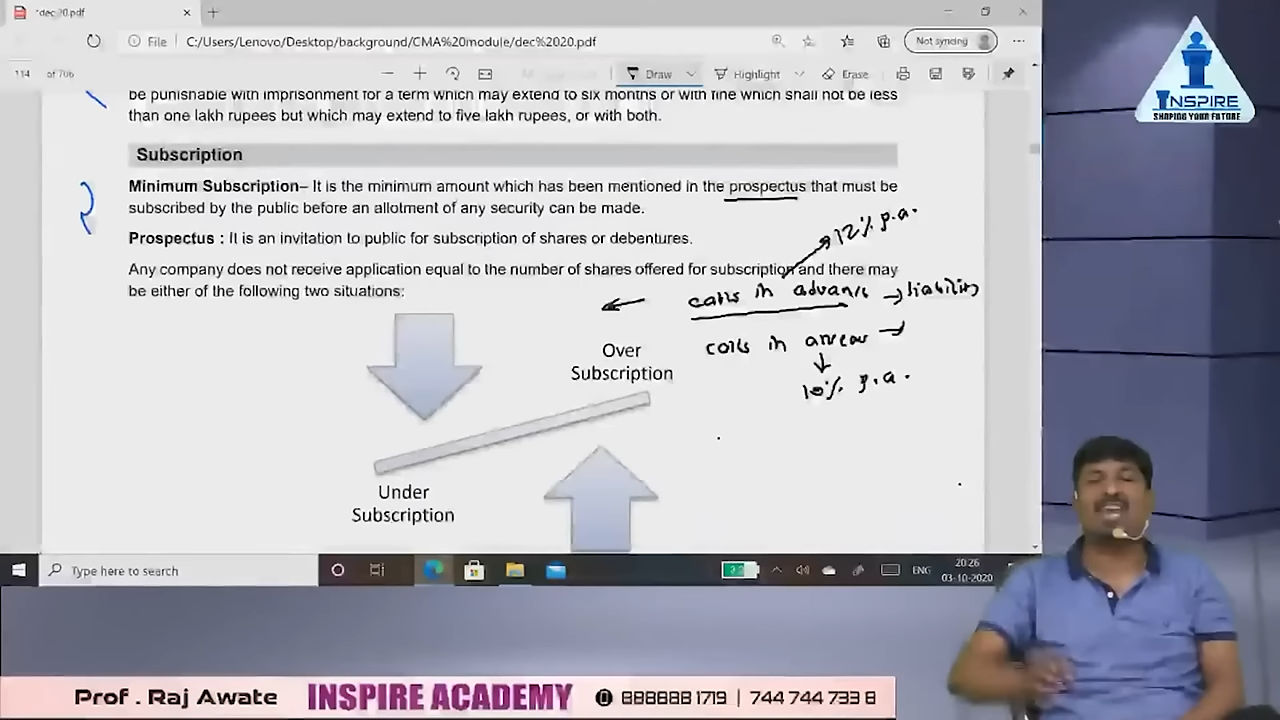 *dec 20.pdf
File C:/Users/Lenovo/Desktop/background/CMA%20module/dec%2020.pdf Not syncing
114 of 706 Draw Highlight Erase
be punishable with imprisonment for a term which may extend to six months or with fine which shall not be less
than one lakh rupees but which may extend to five lakh rupees, or with both.
Subscription
Minimum Subscription– It is the minimum amount which has been mentioned in the prospectus that must be
subscribed by the public before an allotment of any security can be made.
Prospectus : It is an invitation to public for subscription of shares or debentures.
12% p.a.
Any company does not receive application equal to the number of shares offered for subscription and there may
be either of the following two situations:
calls in advance → liability
calls in arrear →
10% p.a.
Over
Subscription
Under
Subscription
Type here to search
ENG
20:26
03-10-2020
INSPIRE
SHAPING YOUR FUTURE
Prof . Raj Awate INSPIRE ACADEMY 888888 1719 | 744 744 733 8